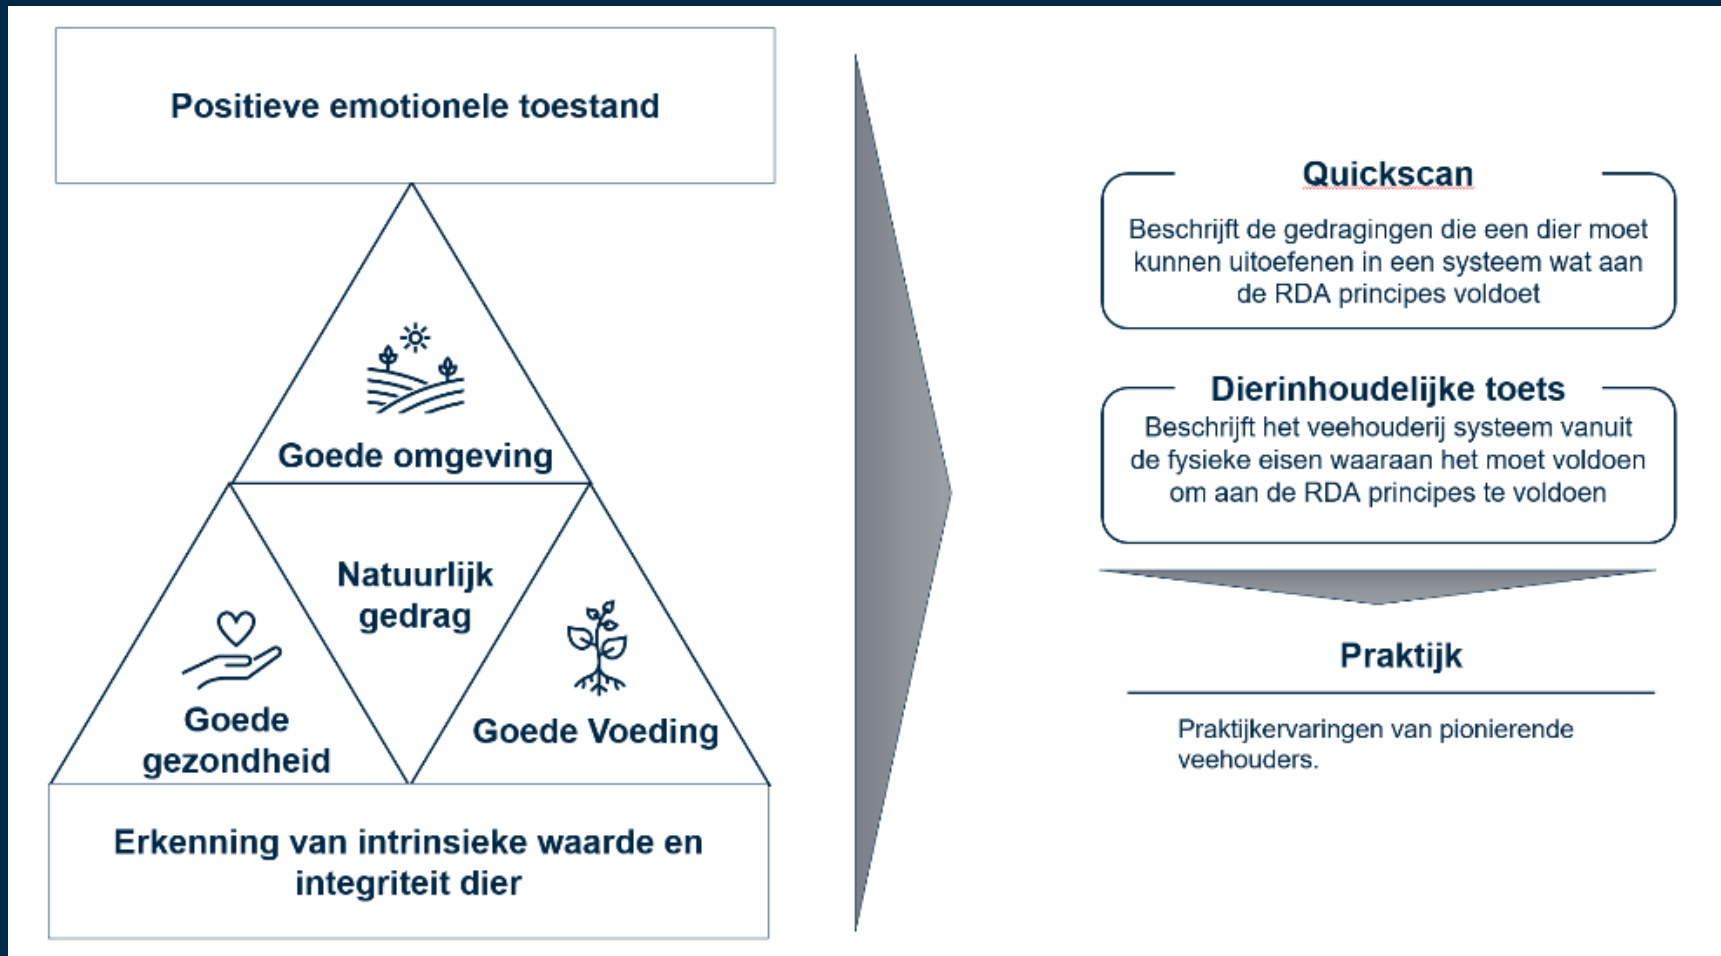 Positieve emotionele toestand
Goede omgeving
Natuurlijk
gedrag
Goede
gezondheid
Goede Voeding
Erkenning van intrinsieke waarde en
integriteit dier
Quickscan
Beschrijft de gedragingen die een dier moet
kunnen uitoefenen in een systeem wat aan
de RDA principes voldoet
Dierinhoudelijke toets
Beschrijft het veehouderij systeem vanuit
de fysieke eisen waaraan het moet voldoen
om aan de RDA principes te voldoen
Praktijk
Praktijkervaringen van pionierende
veehouders.